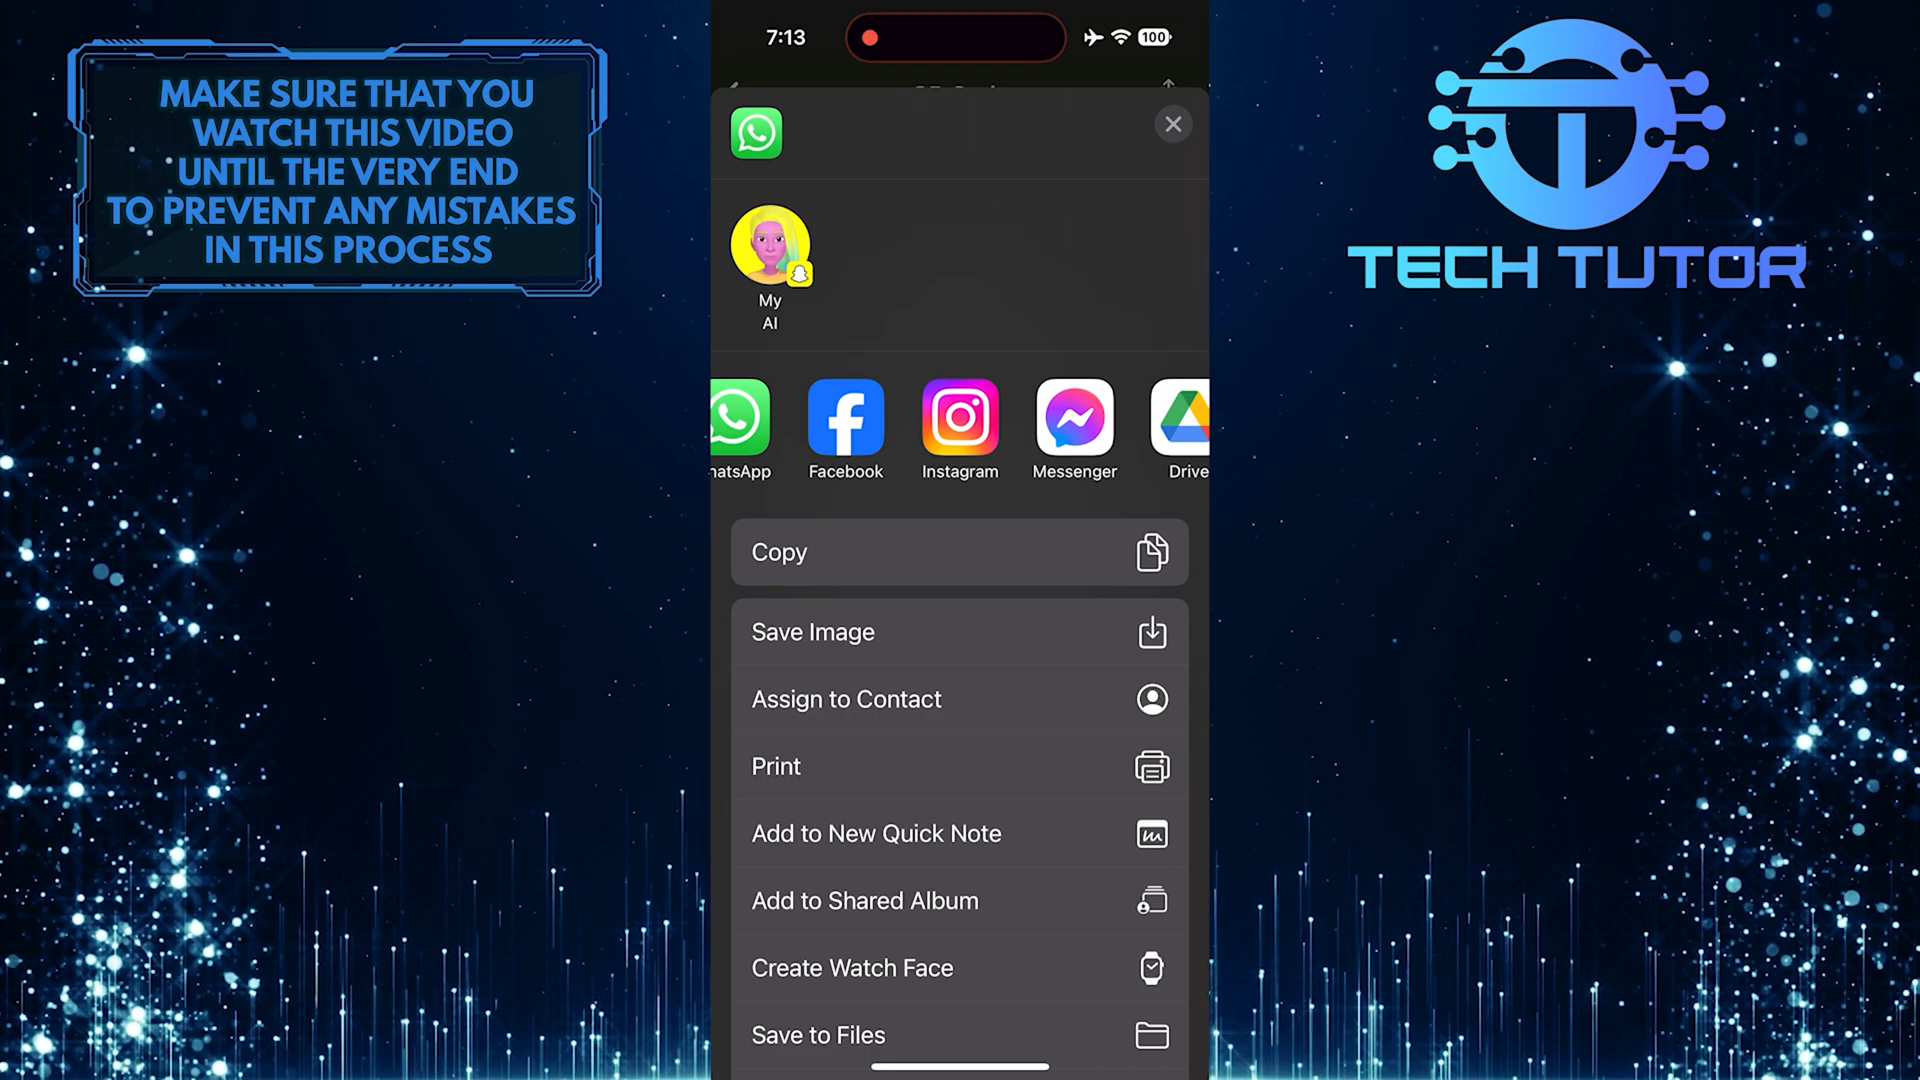 MAKE SURE THAT YOU
WATCH THIS VIDEO
UNTIL THE VERY END
TO PREVENT ANY MISTAKES
IN THIS PROCESS
7:13
100
My
AI
hatsApp
Facebook
Instagram
Messenger
Drive
Copy
Save Image
Assign to Contact
Print
Add to New Quick Note
Add to Shared Album
Create Watch Face
Save to Files
TECH TUTOR